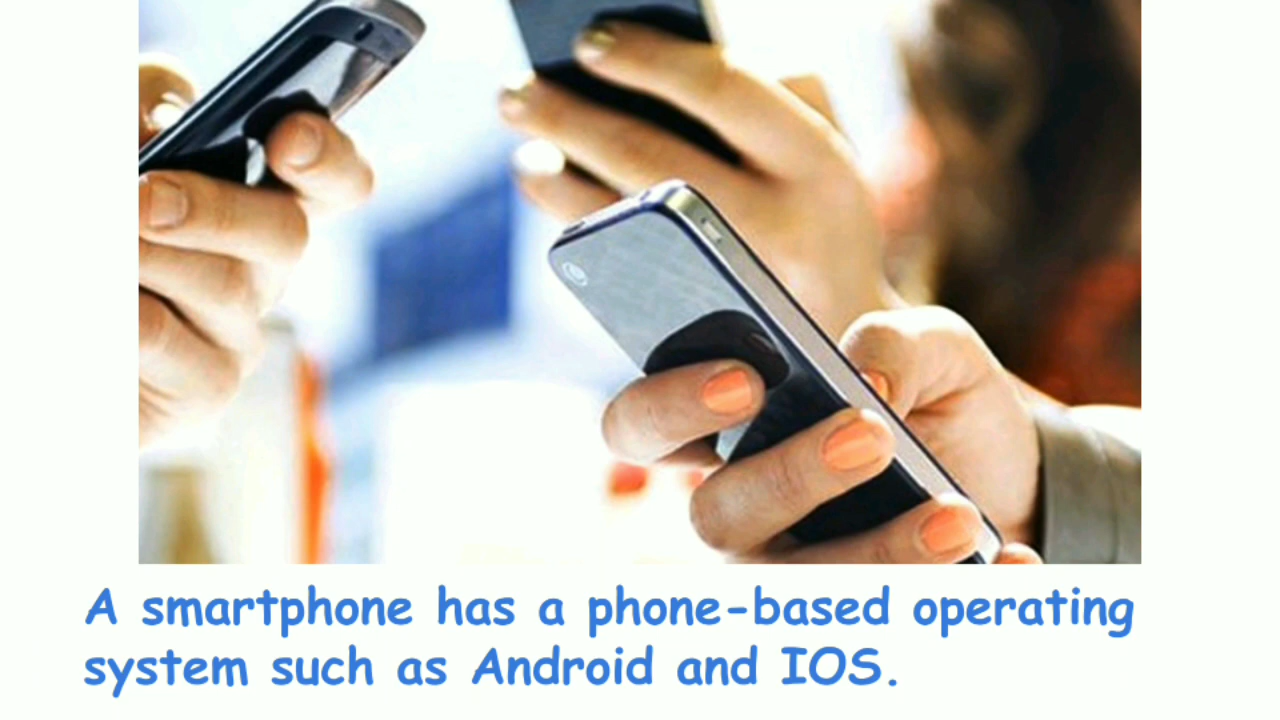 A smartphone has a phone-based operating
system such as Android and IOS.